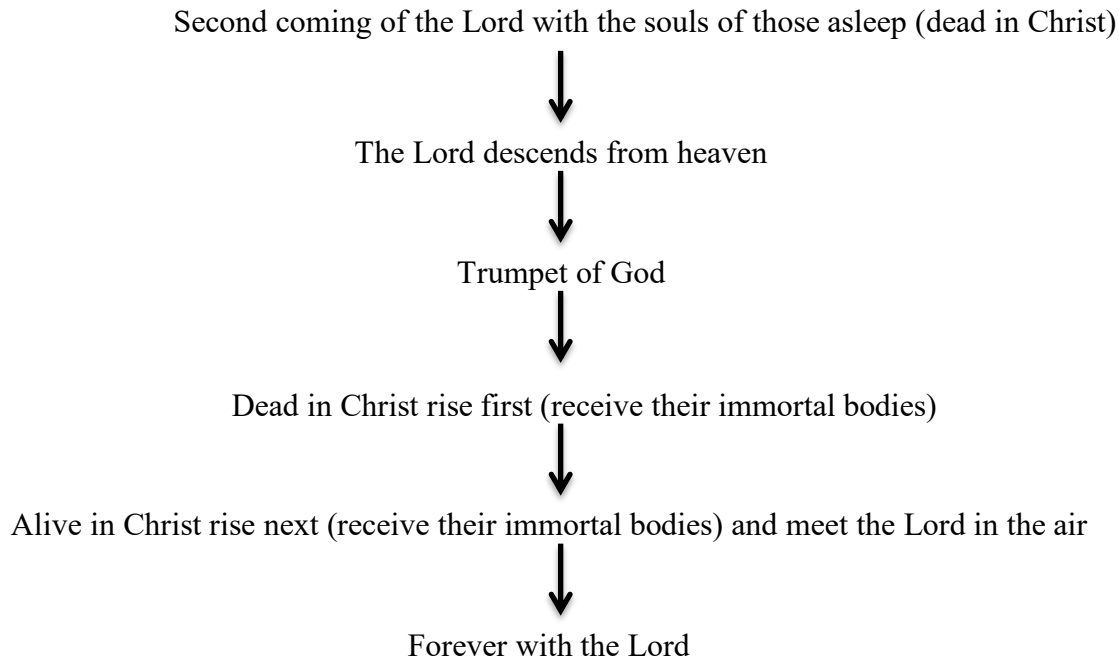 Second coming of the Lord with the souls of those asleep (dead in Christ)
The Lord descends from heaven
Trumpet of God
Dead in Christ rise first (receive their immortal bodies)
Alive in Christ rise next (receive their immortal bodies) and meet the Lord in the air
Forever with the Lord